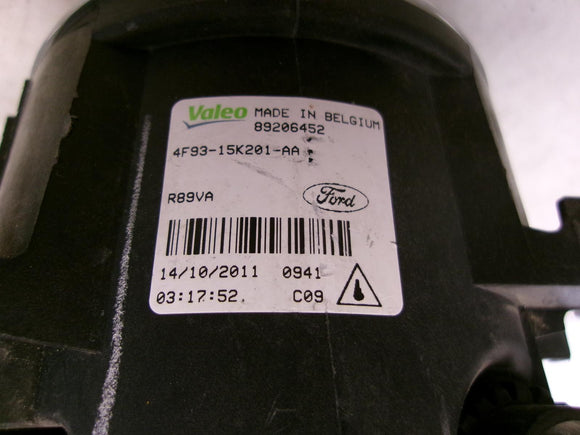 Valeo MADE IN BELGIUM
89206452
4F93-15K201-AA
R89VA Ford
14/10/2011 0941
03:17:52. C09